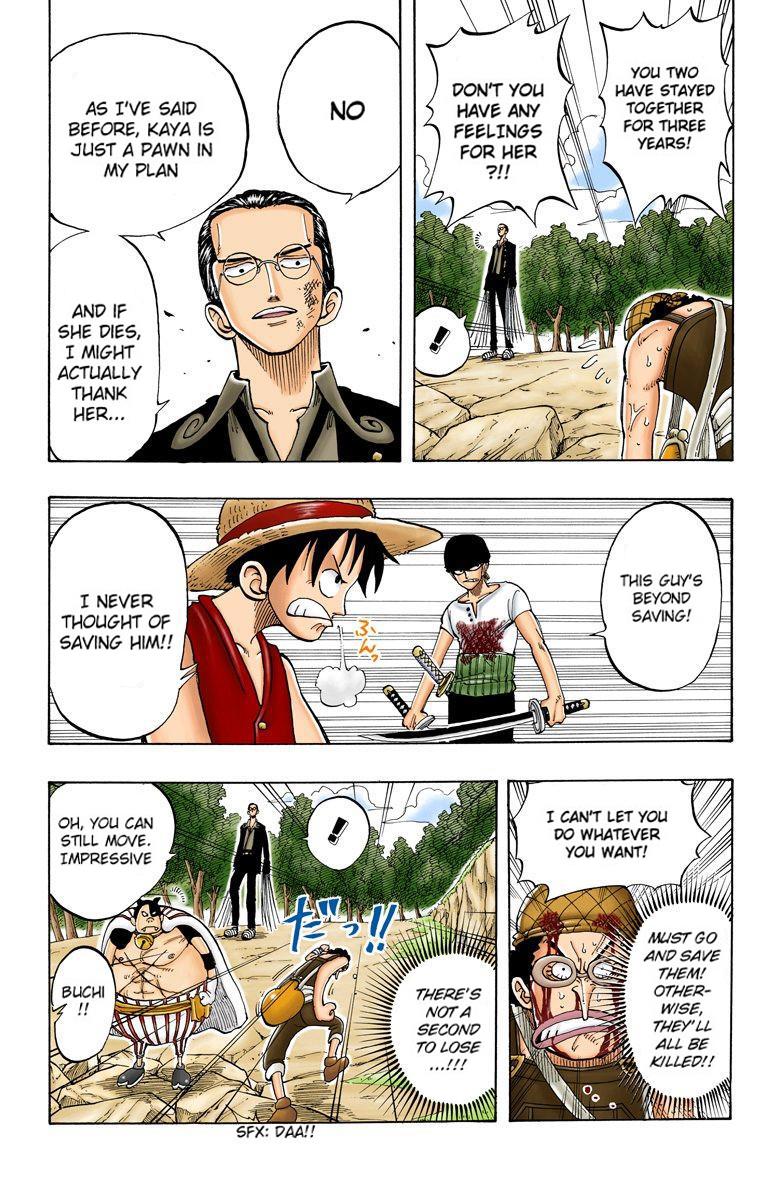 YOU TWO
HAVE STAYED
TOGETHER
FOR THREE
YEARS!
DON'T YOU
HAVE ANY
FEELINGS
FOR HER
?!!
!
NO
AS I'VE SAID
BEFORE, KAYA IS
JUST A PAWN IN
MY PLAN
AND IF
SHE DIES,
I MIGHT
ACTUALLY
THANK
HER...
THIS GUY'S
BEYOND
SAVING!
ふんっ
I NEVER
THOUGHT OF
SAVING HIM!!
I CAN'T LET YOU
DO WHATEVER
YOU WANT!
MUST GO
AND SAVE
THEM!
OTHER-
WISE,
THEY'LL
ALL BE
KILLED!!
!
OH, YOU CAN
STILL MOVE.
IMPRESSIVE
だっ!!
BUCHI
!!
THERE'S
NOT A
SECOND
TO LOSE
...!!!
SFX: DAA!!